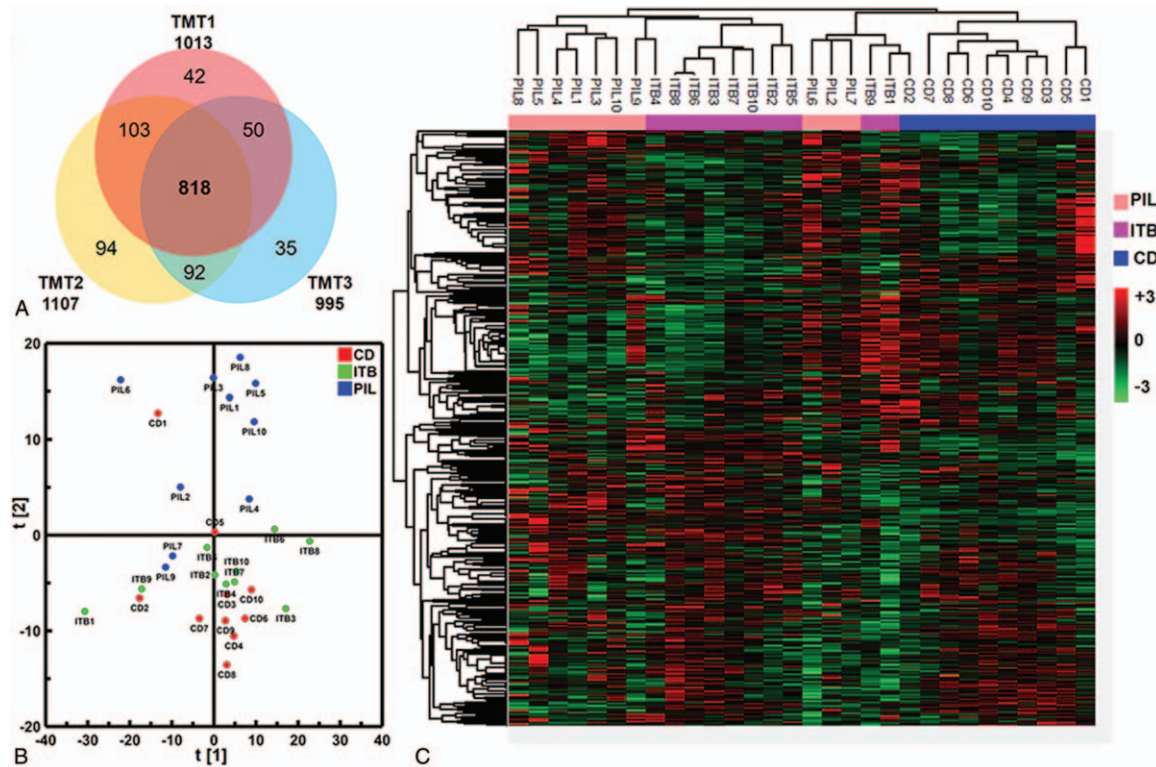 TMT1
1013
42
103
50
818
94
92
35
TMT2
1107
TMT3
995
A
CD
ITB
PIL
20
10
0
-10
-20
t [2]
PIL8
PIL6
PIL3
PIL5
PIL1
CD1
PIL10
PIL2
PIL4
CD5
ITB6
ITB8
PIL7
ITB5
PIL9
ITB10
ITB2
ITB7
ITB9
ITB4
CD2
CD3
CD10
ITB1
ITB3
CD7
CD9
CD6
CD4
CD8
-40 -30 -20 -10 0 10 20 30 40
t [1]
B
PIL8 PIL5 PIL4 PIL1 PIL3 PIL10 PIL9 ITB4 ITB8 ITB6 ITB3 ITB7 ITB10 ITB2 ITB5 PIL6 PIL2 PIL7 ITB9 ITB1 CD2 CD7 CD8 CD6 CD10 CD4 CD9 CD3 CD5 CD1
PIL
ITB
CD
+3
0
-3
C